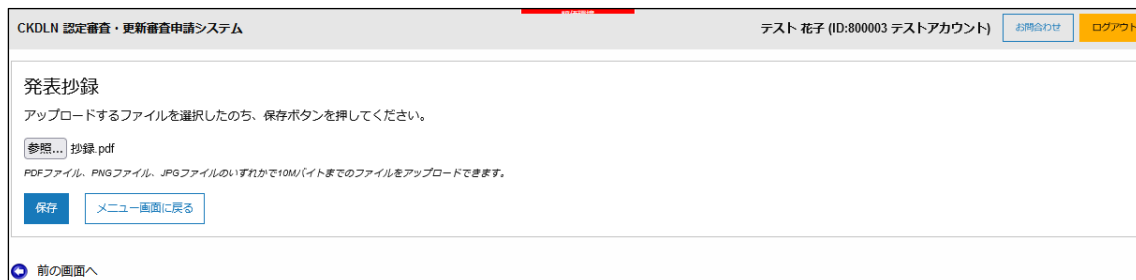 CKDLN 認定審査・更新審査申請システム
テスト 花子 (ID:800003 テストアカウント)
お問合わせ
ログアウト
発表抄録
アップロードするファイルを選択したのち、保存ボタンを押してください。
参照... 抄録.pdf
PDFファイル、PNGファイル、JPGファイルのいずれかで10Mバイトまでのファイルをアップロードできます。
保存
メニュー画面に戻る
前の画面へ